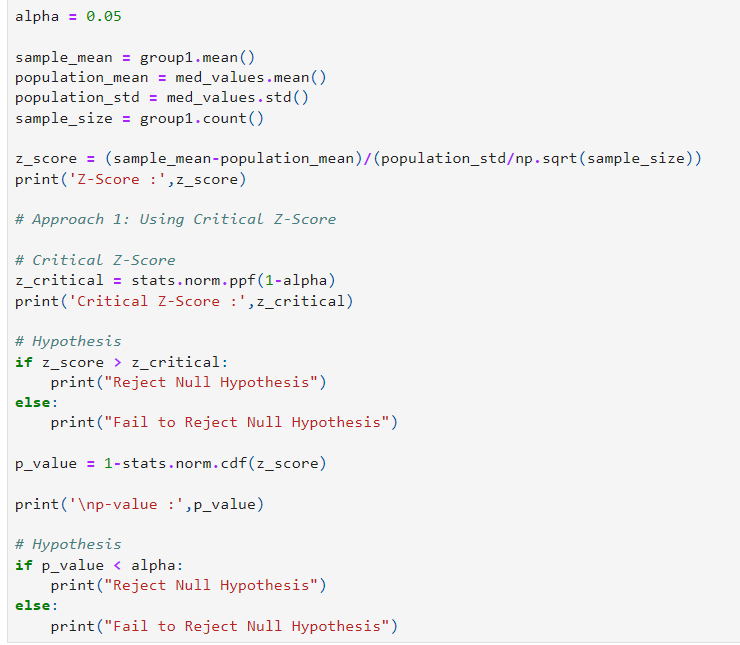 alpha = 0.05
sample_mean = group1.mean()
population_mean = med_values.mean()
population_std = med_values.std()
sample_size = group1.count()
z_score = (sample_mean-population_mean)/(population_std/np.sqrt(sample_size))
print('Z-Score :',z_score)
# Approach 1: Using Critical Z-Score
# Critical Z-Score
z_critical = stats.norm.ppf(1-alpha)
print('Critical Z-Score :',z_critical)
# Hypothesis
if z_score > z_critical:
    print("Reject Null Hypothesis")
else:
    print("Fail to Reject Null Hypothesis")
p_value = 1-stats.norm.cdf(z_score)
print('\np-value :',p_value)
# Hypothesis
if p_value < alpha:
    print("Reject Null Hypothesis")
else:
    print("Fail to Reject Null Hypothesis")